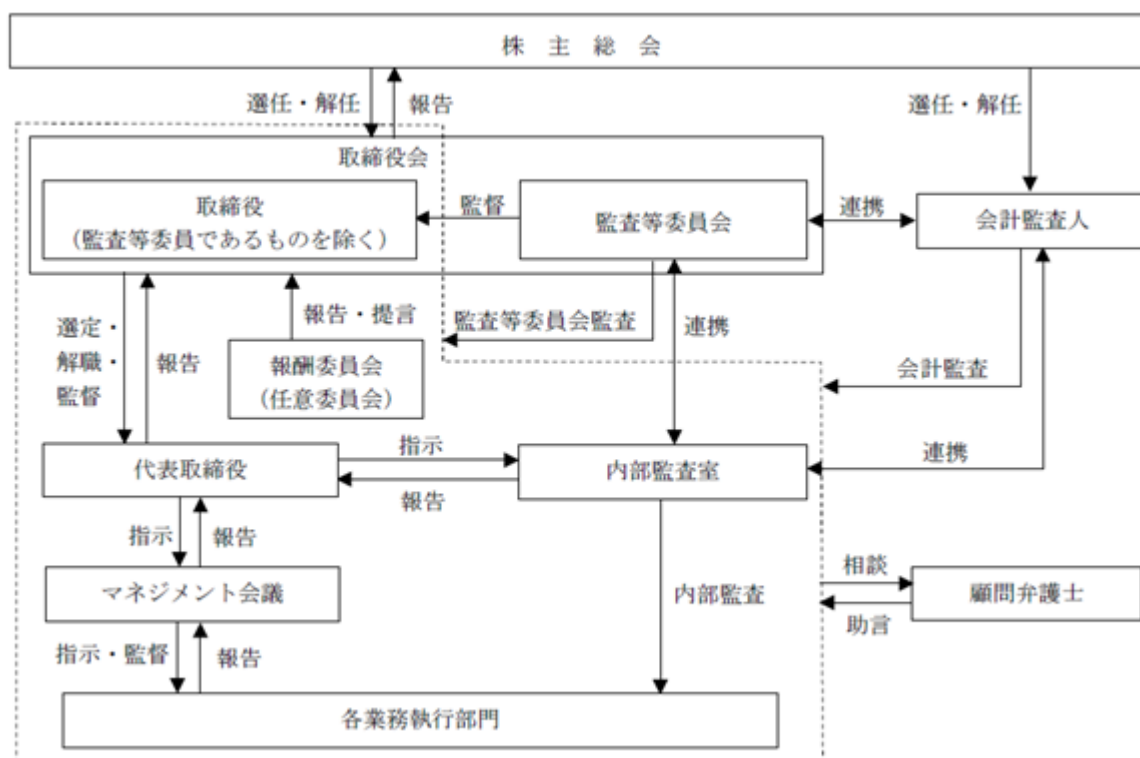 株 主 総 会
選任・解任
報告
選任・解任
取締役会
取締役
（監査等委員であるものを除く）
監督
監査等委員会
連携
会計監査人
選定・
解職・
監督
報告
報告・提言
監査等委員会監査
連携
報酬委員会
（任意委員会）
会計監査
代表取締役
指示
報告
内部監査室
連携
指示
報告
マネジメント会議
内部監査
相談
助言
顧問弁護士
指示・監督
報告
各業務執行部門